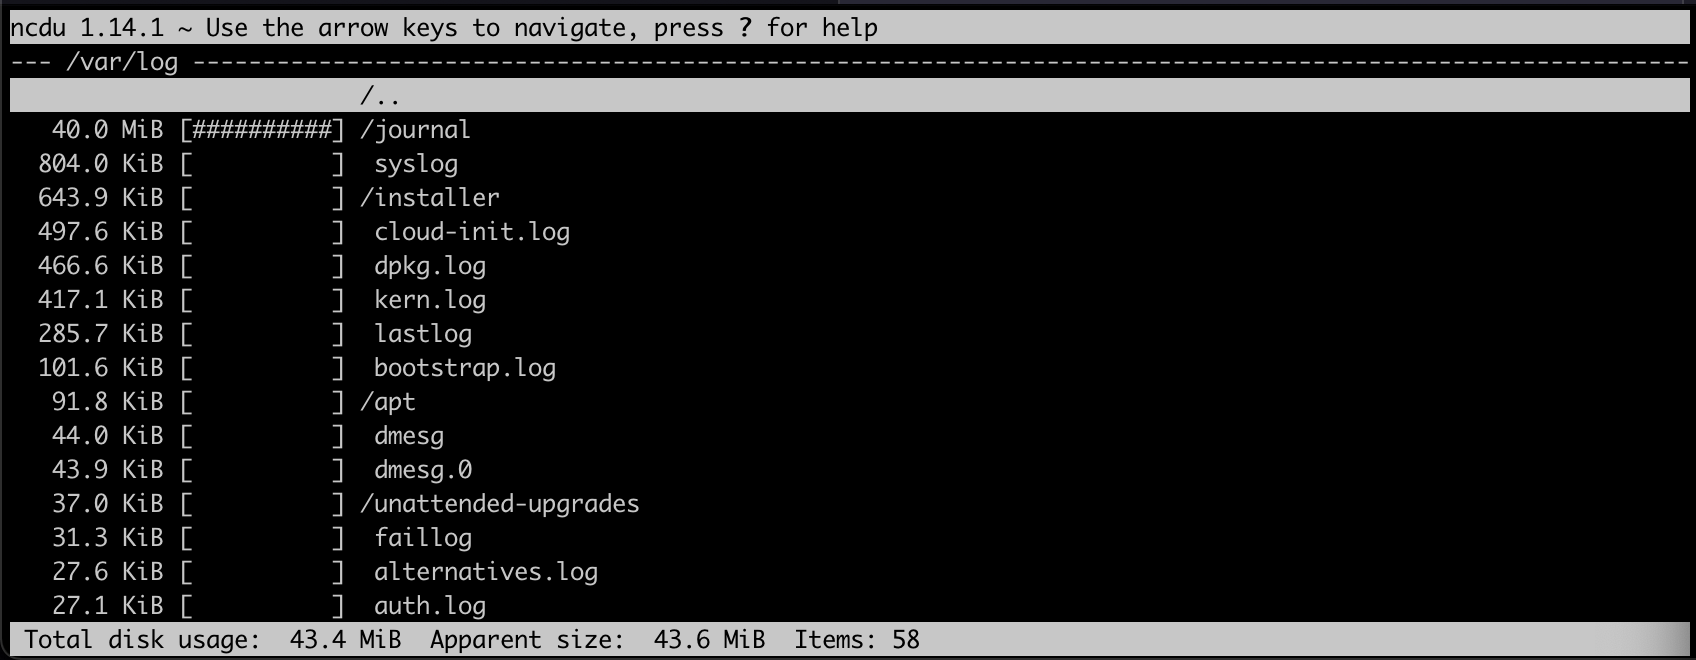 ncdu 1.14.1 ~ Use the arrow keys to navigate, press ? for help
--- /var/log -----------------------------------------------------------------------------------------------------------
                         /..
   40.0 MiB [##########] /journal
  804.0 KiB [          ]  syslog
  643.9 KiB [          ] /installer
  497.6 KiB [          ]  cloud-init.log
  466.6 KiB [          ]  dpkg.log
  417.1 KiB [          ]  kern.log
  285.7 KiB [          ]  lastlog
  101.6 KiB [          ]  bootstrap.log
   91.8 KiB [          ] /apt
   44.0 KiB [          ]  dmesg
   43.9 KiB [          ]  dmesg.0
   37.0 KiB [          ] /unattended-upgrades
   31.3 KiB [          ]  faillog
   27.6 KiB [          ]  alternatives.log
   27.1 KiB [          ]  auth.log
 Total disk usage:  43.4 MiB  Apparent size:  43.6 MiB  Items: 58